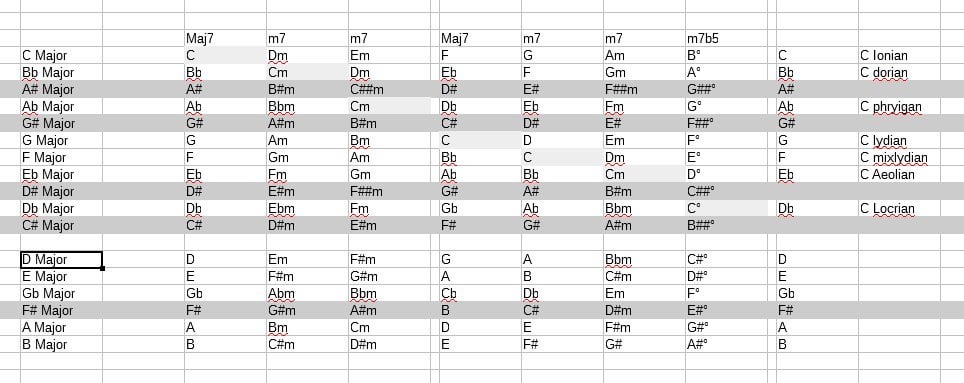 Maj7 m7 m7 Maj7 m7 m7 m7b5
C Major C Dm Em F G Am B° C C Ionian
Bb Major Bb Cm Dm Eb F Gm A° Bb C dorian
A# Major A# B#m C##m D# E# F##m G##° A#
Ab Major Ab Bbm Cm Db Eb Fm G° Ab C phryigan
G# Major G# A#m B#m C# D# E# F##° G#
G Major G Am Bm C D Em F° G C lydian
F Major F Gm Am Bb C Dm E° F C mixlydian
Eb Major Eb Fm Gm Ab Bb Cm D° Eb C Aeolian
D# Major D# E#m F##m G# A# B#m C##°
Db Major Db Ebm Fm Gb Ab Bbm C° Db C Locrian
C# Major C# D#m E#m F# G# A#m B##°
D Major D Em F#m G A Bbm C#° D
E Major E F#m G#m A B C#m D#° E
Gb Major Gb Abm Bbm Cb Db Em F° Gb
F# Major F# G#m A#m B C# D#m E#° F#
A Major A Bm Cm D E F#m G#° A
B Major B C#m D#m E F# G# A#° B